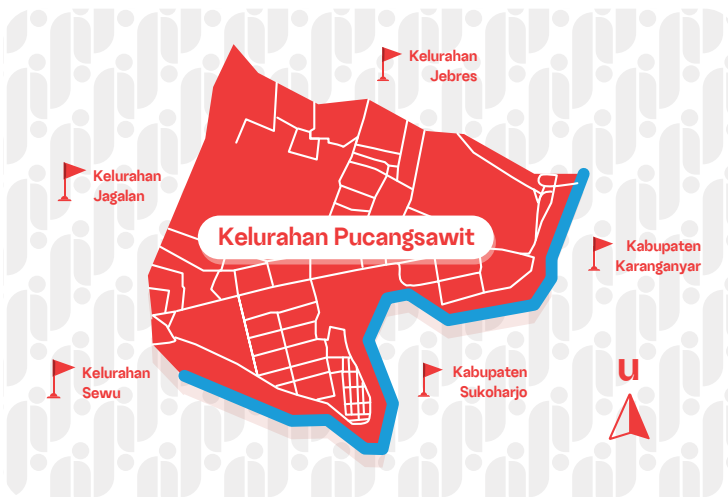 Kelurahan
Jebres
Kelurahan
Jagalan
Kelurahan Pucangsawit
Kabupaten
Karanganyar
Kelurahan
Sewu
Kabupaten
Sukoharjo
u